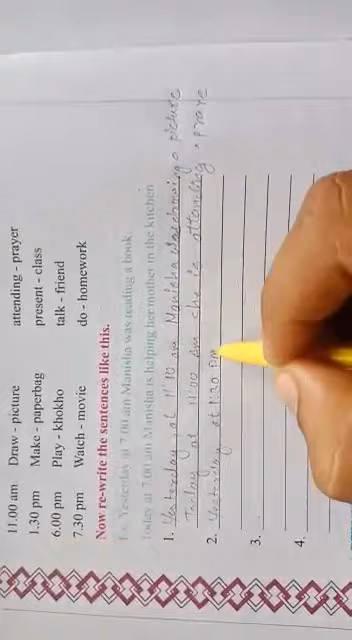 11.00 am Draw - picture attending - prayer
1.30 pm Make - paperbag present - class
6.00 pm Play - khokho talk - friend
7.30 pm Watch - movie do - homework
Now re-write the sentences like this.
Yesterday at 7.00 am Manisha was reading a book.
Today at 7.00 am Manisha is helping her mother in the kitchen
1. Yesterday at 11:10 am Manisha a picture
Today at 11:00 Am she is attending
2. Yesterday at 1:30 Pm
3.
4.